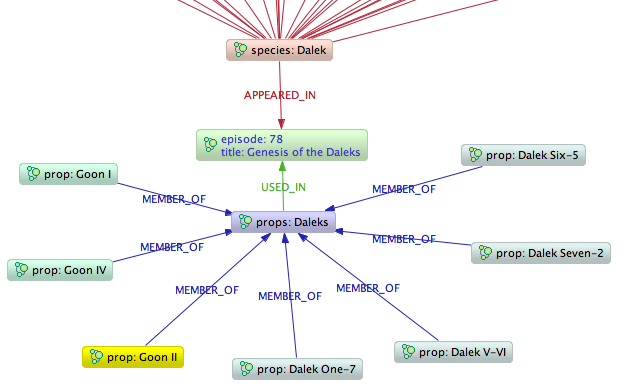 species: Dalek
APPEARED_IN
episode: 78
title: Genesis of the Daleks
prop: Dalek Six-5
prop: Goon I
USED_IN
MEMBER_OF
MEMBER_OF
props: Daleks
MEMBER_OF
MEMBER_OF
prop: Dalek Seven-2
prop: Goon IV
MEMBER_OF
MEMBER_OF
MEMBER_OF
prop: Goon II
prop: Dalek V-VI
prop: Dalek One-7